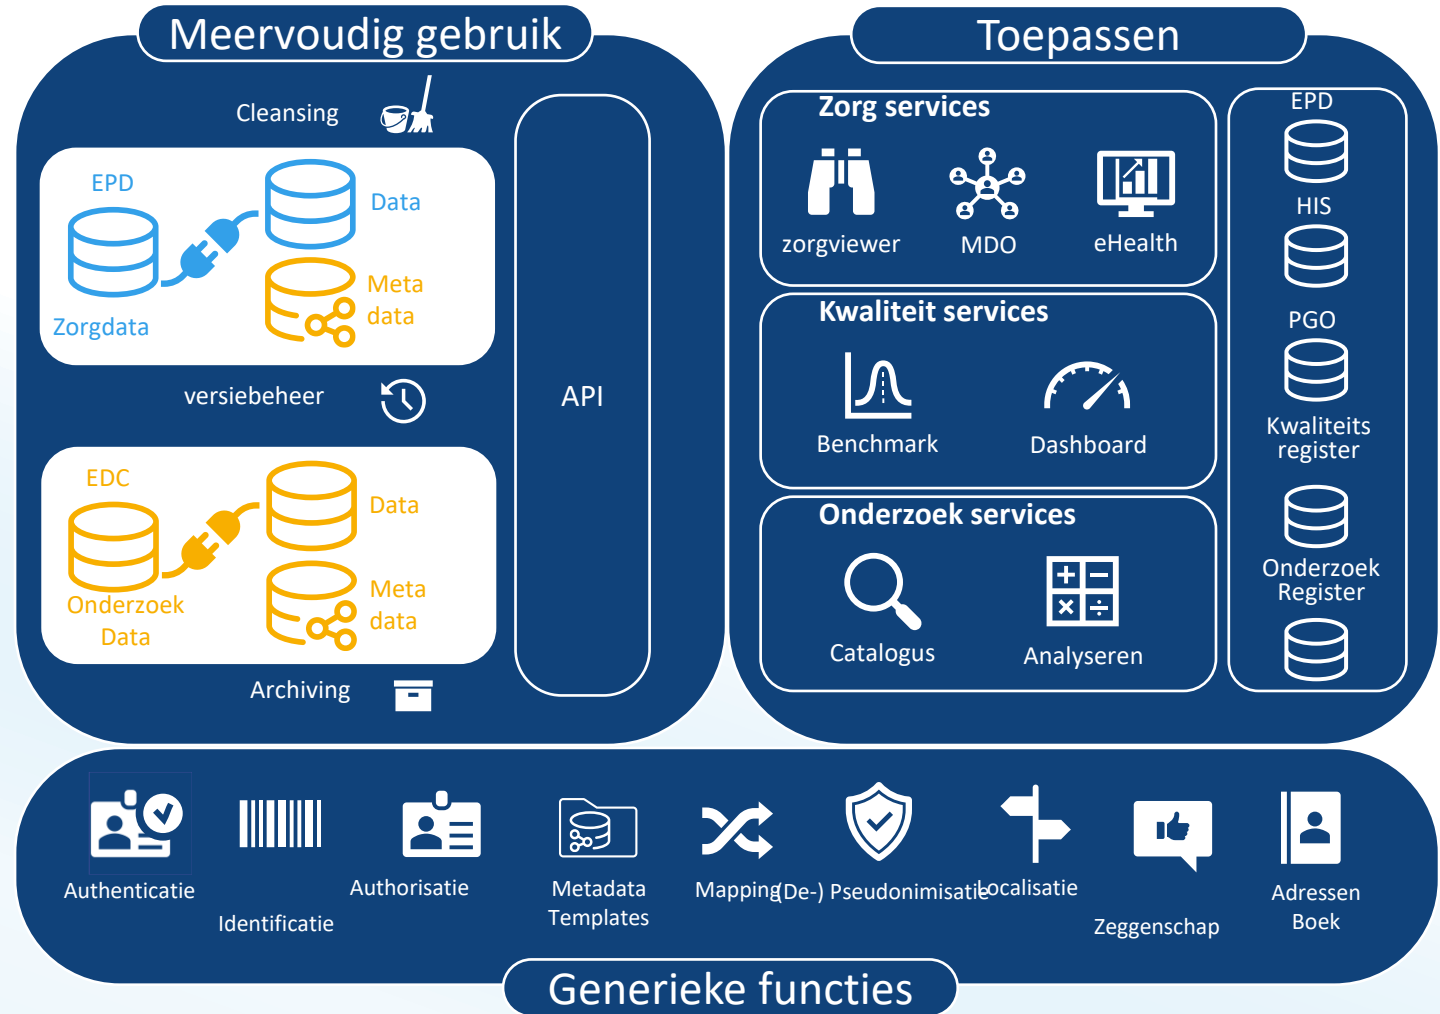 Meervoudig gebruik
Cleansing
EPD
Data
Meta
data
Zorgdata
versiebeheer
EDC
Data
Onderzoek
Data
Meta
data
Archiving
API
Toepassen
Zorg services
zorgviewer
MDO
eHealth
Kwaliteit services
Benchmark
Dashboard
Onderzoek services
Catalogus
Analyseren
EPD
HIS
PGO
Kwaliteits
register
Onderzoek
Register
Authenticatie
Identificatie
Authorisatie
Metadata
Templates
Mapping
(De-) Pseudonimisatie
Localisatie
Zeggenschap
Adressen
Boek
Generieke functies